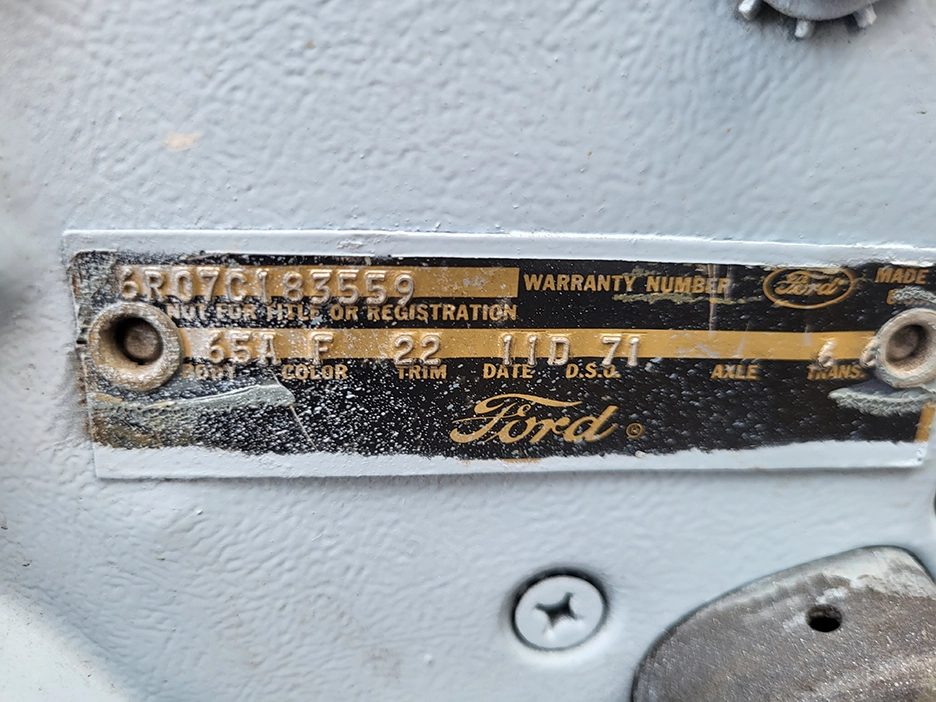 6R07C183559 WARRANTY NUMBER Ford MADE
NOT FOR TITLE OR REGISTRATION
65A F 22 11D 71 6
BODY COLOR TRIM DATE D.S.O. AXLE TRANS.
Ford